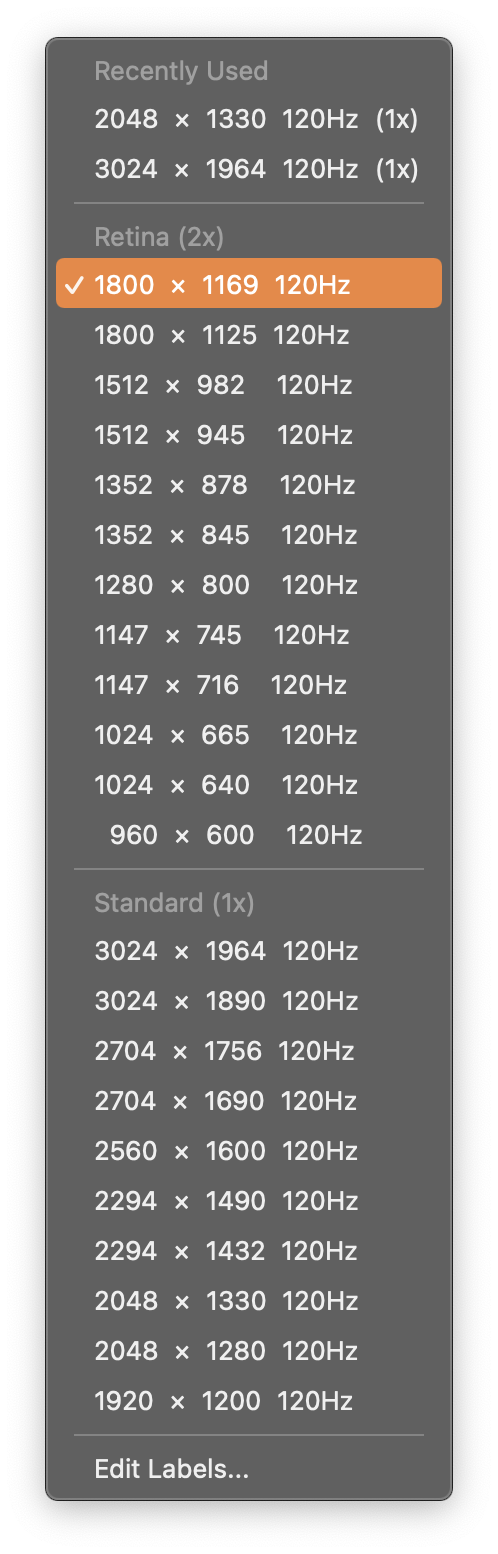 Recently Used
2048 × 1330 120Hz (1x)
3024 × 1964 120Hz (1x)
Retina (2x)
✓ 1800 × 1169 120Hz
1800 × 1125 120Hz
1512 × 982 120Hz
1512 × 945 120Hz
1352 × 878 120Hz
1352 × 845 120Hz
1280 × 800 120Hz
1147 × 745 120Hz
1147 × 716 120Hz
1024 × 665 120Hz
1024 × 640 120Hz
960 × 600 120Hz
Standard (1x)
3024 × 1964 120Hz
3024 × 1890 120Hz
2704 × 1756 120Hz
2704 × 1690 120Hz
2560 × 1600 120Hz
2294 × 1490 120Hz
2294 × 1432 120Hz
2048 × 1330 120Hz
2048 × 1280 120Hz
1920 × 1200 120Hz
Edit Labels...